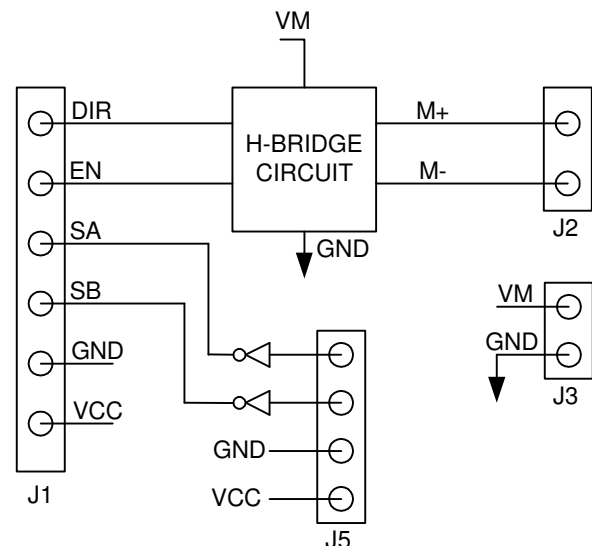 VM
DIR
H-BRIDGE
CIRCUIT
M+
EN
M-
SA
GND
J2
SB
VM
GND
GND
J3
VCC
GND
VCC
J1
J5